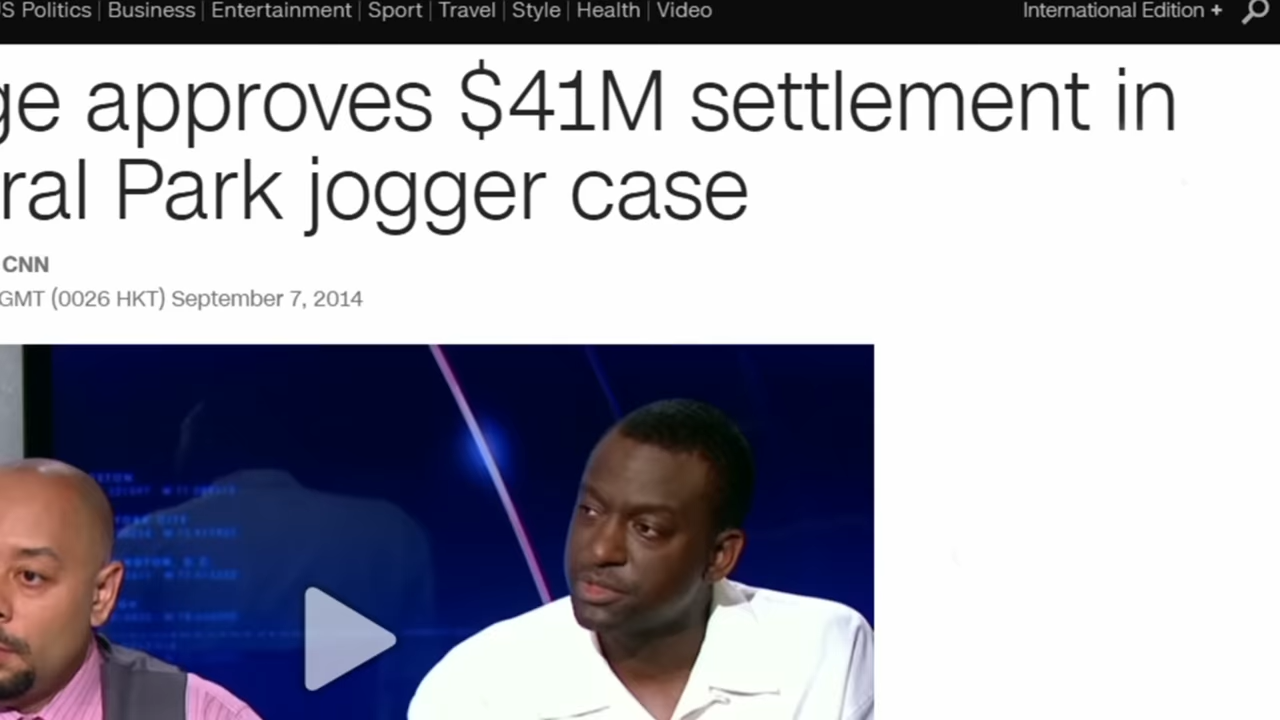 US Politics | Business | Entertainment | Sport | Travel | Style | Health | Video
International Edition +
ge approves $41M settlement in
ral Park jogger case
CNN
GMT (0026 HKT) September 7, 2014